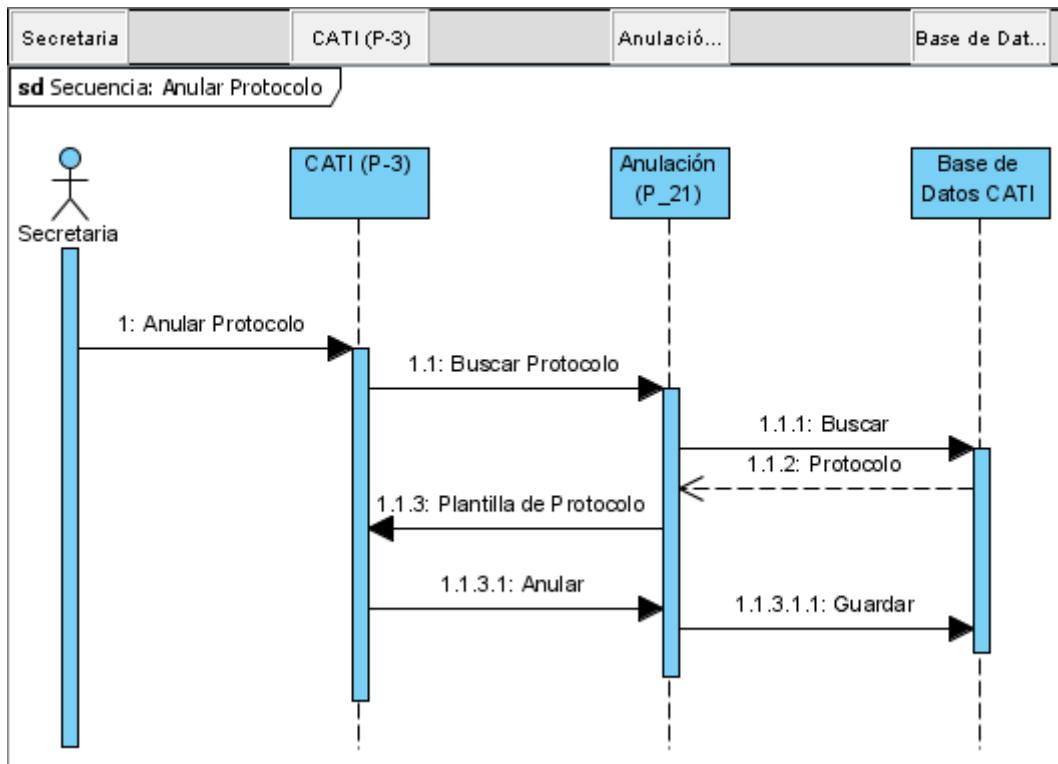 Secretaria
CATI (P-3)
Anulació...
Base de Dat...
sd Secuencia: Anular Protocolo
CATI (P-3)
Anulación
(P_21)
Base de
Datos CATI
Secretaria
1: Anular Protocolo
1.1: Buscar Protocolo
1.1.1: Buscar
1.1.2: Protocolo
1.1.3: Plantilla de Protocolo
1.1.3.1: Anular
1.1.3.1.1: Guardar